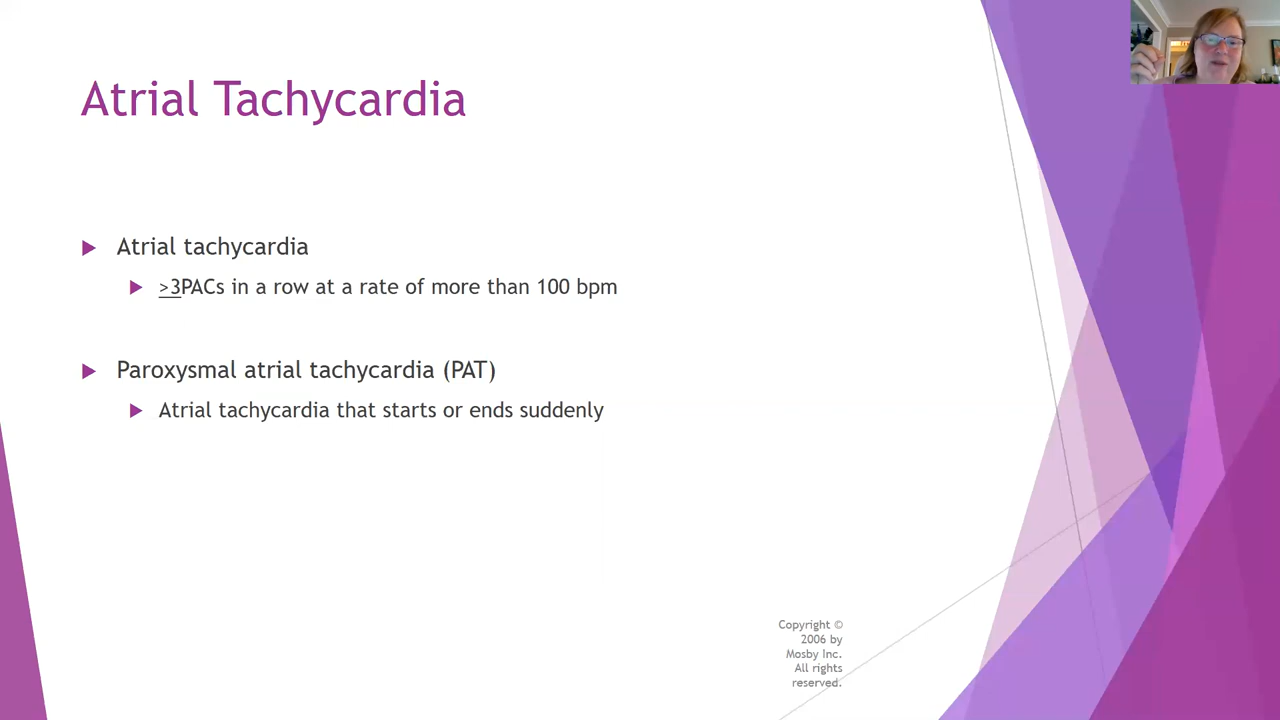 Atrial Tachycardia
Atrial tachycardia
>3PACs in a row at a rate of more than 100 bpm
Paroxysmal atrial tachycardia (PAT)
Atrial tachycardia that starts or ends suddenly
Copyright ©
2006 by
Mosby Inc.
All rights
reserved.